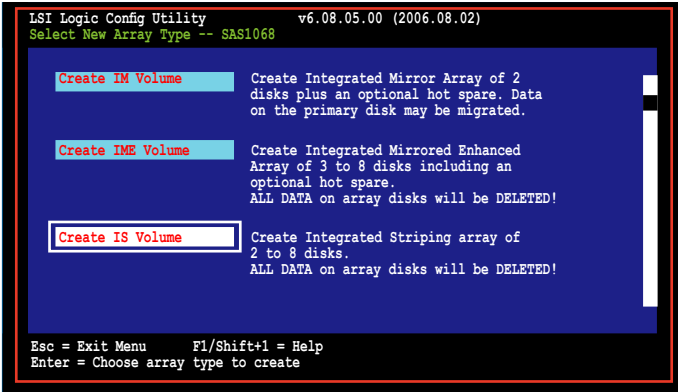 LSI Logic Config Utility v6.08.05.00 (2006.08.02)
Select New Array Type -- SAS1068
Create IM Volume Create Integrated Mirror Array of 2
disks plus an optional hot spare. Data
on the primary disk may be migrated.
Create IME Volume Create Integrated Mirrored Enhanced
Array of 3 to 8 disks including an
optional hot spare.
ALL DATA on array disks will be DELETED!
Create IS Volume Create Integrated Striping array of
2 to 8 disks.
ALL DATA on array disks will be DELETED!
Esc = Exit Menu F1/Shift+1 = Help
Enter = Choose array type to create